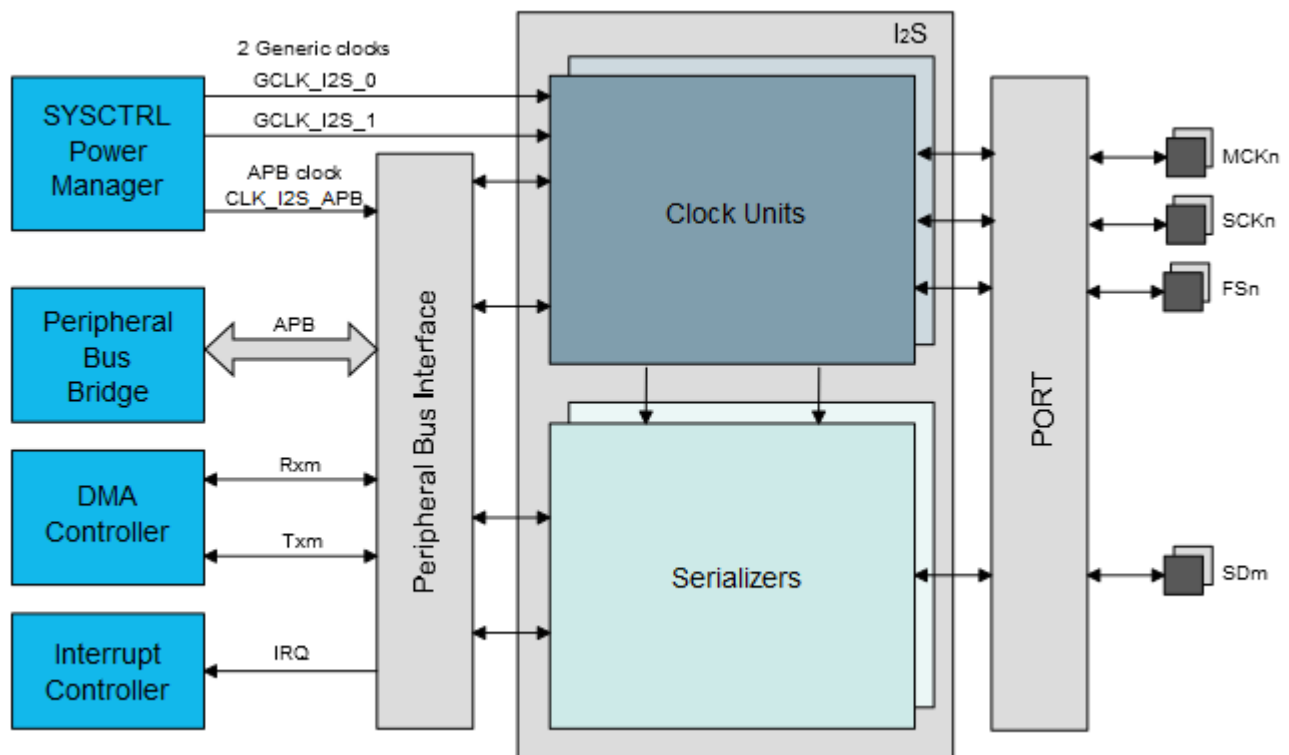 I2S
2 Generic clocks
GCLK_I2S_0
SYSCTRL
Power
Manager
GCLK_I2S_1
APB clock
CLK_I2S_APB
Clock Units
MCKn
SCKn
FSn
Peripheral
Bus
Bridge
APB
Peripheral Bus Interface
PORT
DMA
Controller
Rxm
Txm
Serializers
SDm
Interrupt
Controller
IRQ